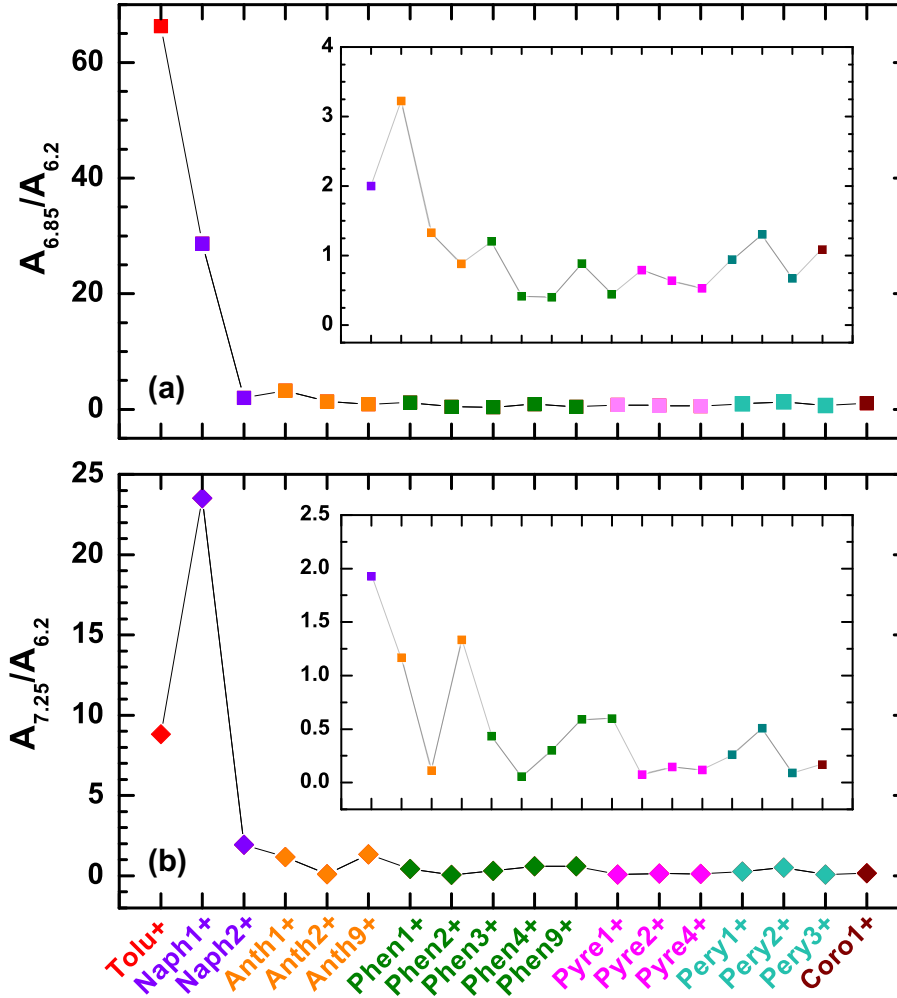 60
40
20
0
A6.85/A6.2
(a)
4
3
2
1
0
25
20
15
10
5
0
A7.25/A6.2
(b)
2.5
2.0
1.5
1.0
0.5
0.0
Tolu+
Naph1+
Naph2+
Anth1+
Anth2+
Anth9+
Phen1+
Phen2+
Phen3+
Phen4+
Phen9+
Pyre1+
Pyre2+
Pyre4+
Pery1+
Pery2+
Pery3+
Coro1+